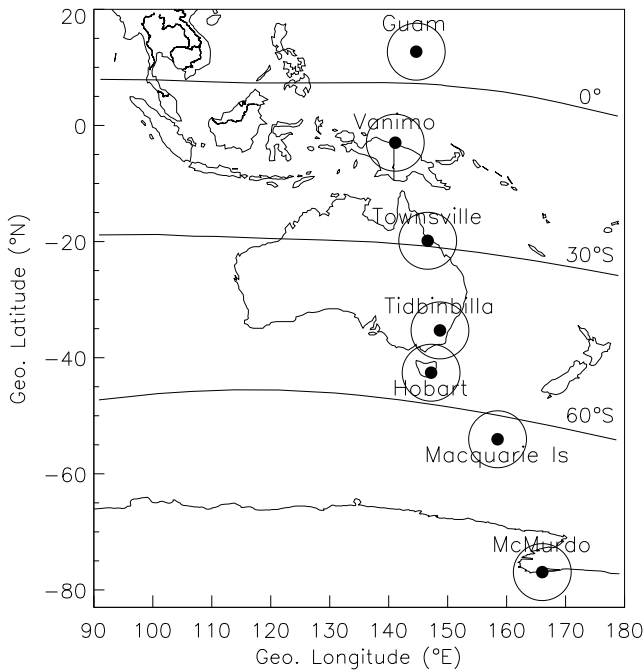 20
Guam
0°
Vanimo
0
Townsville
−20
30°S
Tidbinbilla
Geo. Latitude (°N)
−40
Hobart
60°S
Macquarie Is
−60
McMurdo
−80
90 100 110 120 130 140 150 160 170 180
Geo. Longitude (°E)